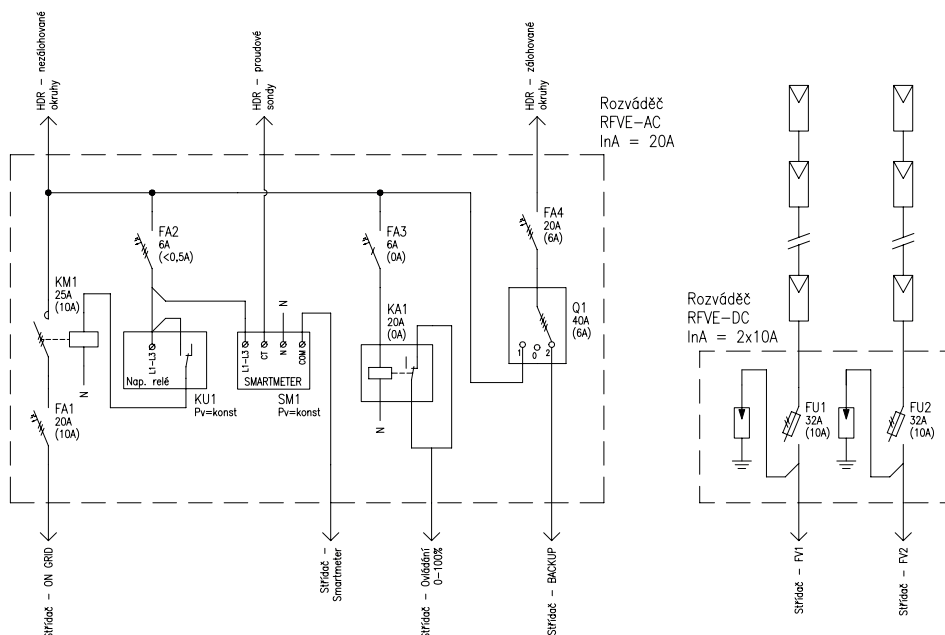 HDR – nezálohované
okruhy
HDR – proudové
sondy
HDR – zálohované
okruhy
Rozváděč
RFVE–AC
InA = 20A
FA2
6A
(<0,5A)
FA3
6A
(0A)
FA4
20A
(6A)
KM1
25A
(10A)
N
L1–L3
Nap. relé
KU1
Pv=konst
L1–L3
CT
N
N
COM
SMARTMETER
SM1
Pv=konst
KA1
20A
(0A)
N
Q1
40A
(6A)
1
0
2
FA1
20A
(10A)
Rozváděč
RFVE–DC
InA = 2x10A
FU1
32A
(10A)
FU2
32A
(10A)
Střídač – ON GRID
Střídač –
Smartmeter
Střídač – Ovládání
0–100%
Střídač – BACKUP
Střídač – FV1
Střídač – FV2